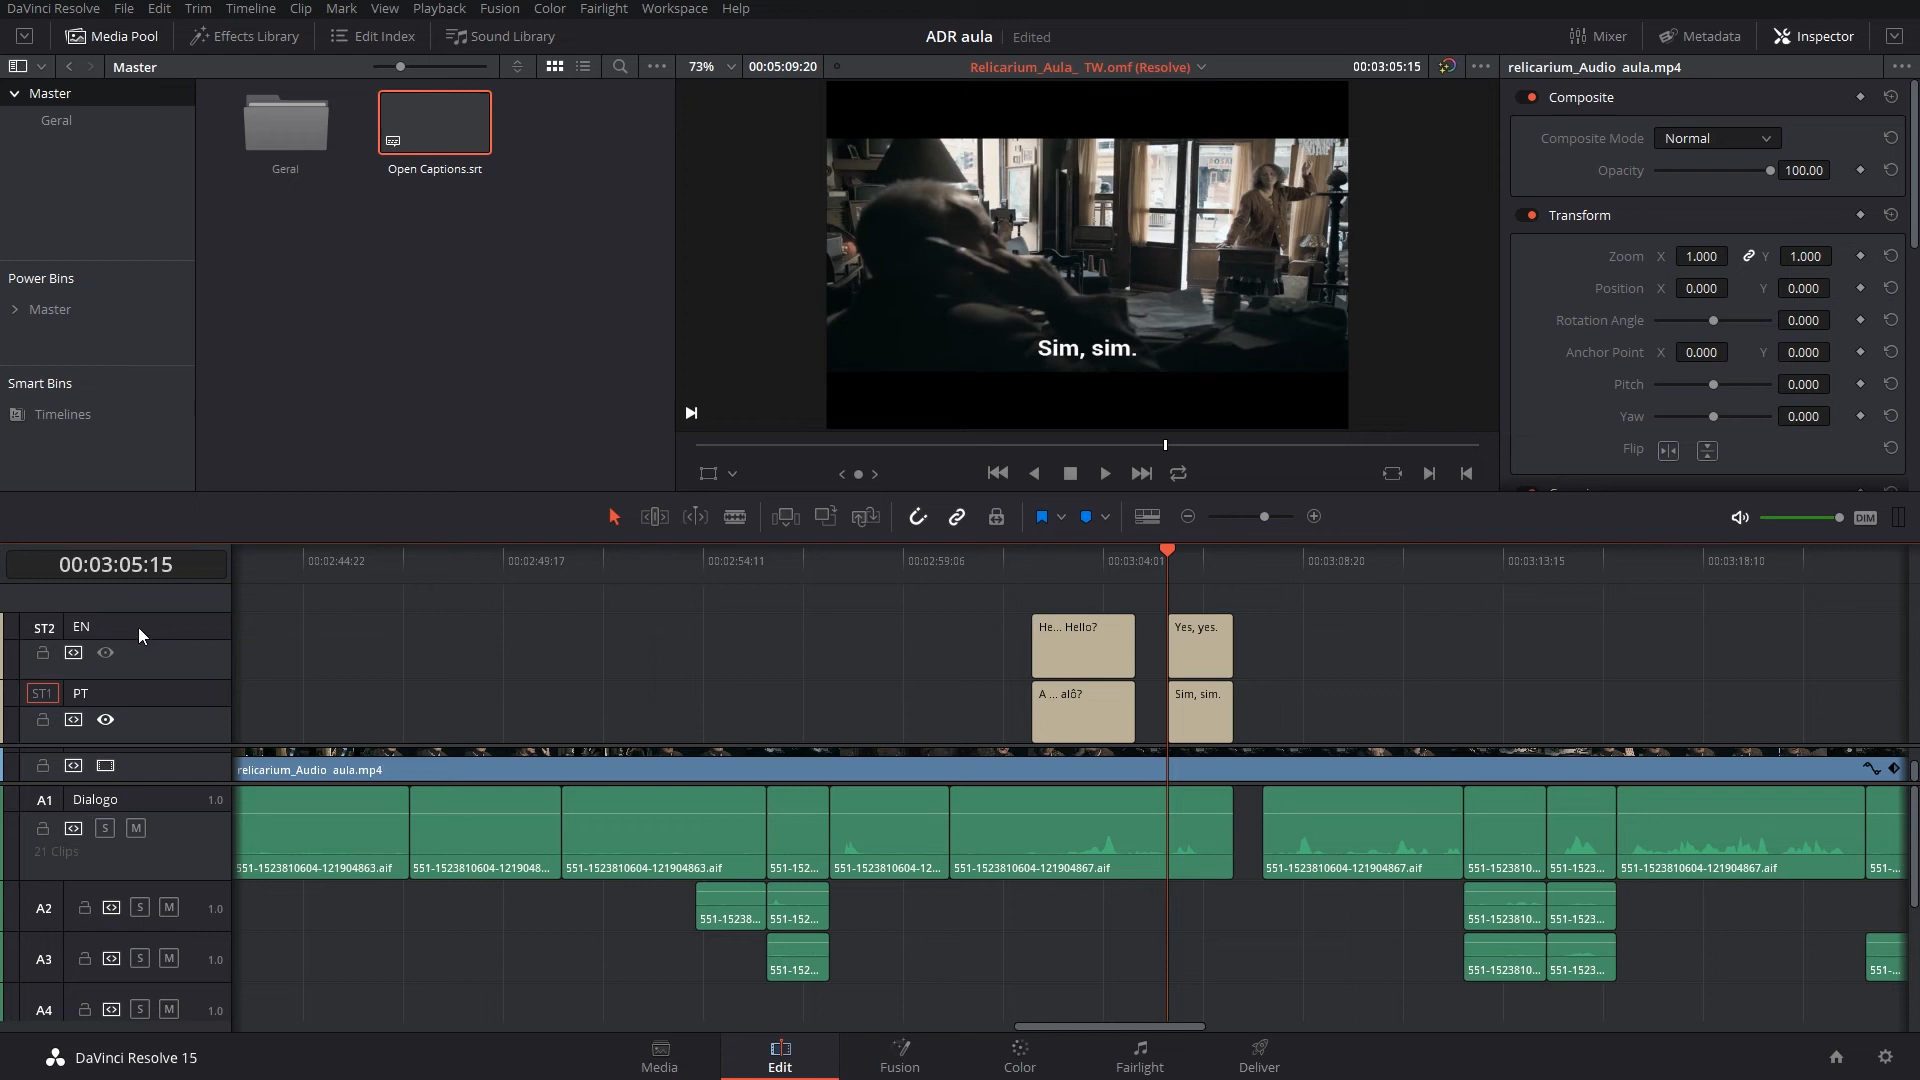 DaVinci Resolve File Edit Trim Timeline Clip Mark View Playback Fusion Color Fairlight Workspace Help
Media Pool Effects Library Edit Index Sound Library ADR aula Edited Mixer Metadata Inspector
Master 73% 00:05:09:20 Relicarium_Aula_ TW.omf (Resolve) 00:03:05:15 relicarium_Audio aula.mp4
Master
Geral
Power Bins
Master
Smart Bins
Timelines
Geral
Open Captions.srt
Sim, sim.
Composite
Composite Mode Normal
Opacity 100.00
Transform
Zoom X 1.000 Y 1.000
Position X 0.000 Y 0.000
Rotation Angle 0.000
Anchor Point X 0.000 Y 0.000
Pitch 0.000
Yaw 0.000
Flip
DIM
00:03:05:15 00:02:44:22 00:02:49:17 00:02:54:11 00:02:59:06 00:03:04:01 00:03:08:20 00:03:13:15 00:03:18:10
ST2 EN He... Hello? Yes, yes.
ST1 PT A ... alô? Sim, sim.
relicarium_Audio aula.mp4
A1 Dialogo 1.0
S M
21 Clips
551-1523810604-121904863.aif 551-1523810604-1219048... 551-1523810604-121904863.aif 551-152... 551-1523810604-12... 551-1523810604-121904867.aif 551-1523810604-121904867.aif 551-1523810... 551-1523... 551-1523810604-121904867.aif 551-...
A2 S M 1.0 551-15238... 551-152... 551-1523810... 551-1523...
A3 S M 1.0 551-152... 551-1523810... 551-1523... 551-...
A4 S M 1.0
DaVinci Resolve 15 Media Edit Fusion Color Fairlight Deliver